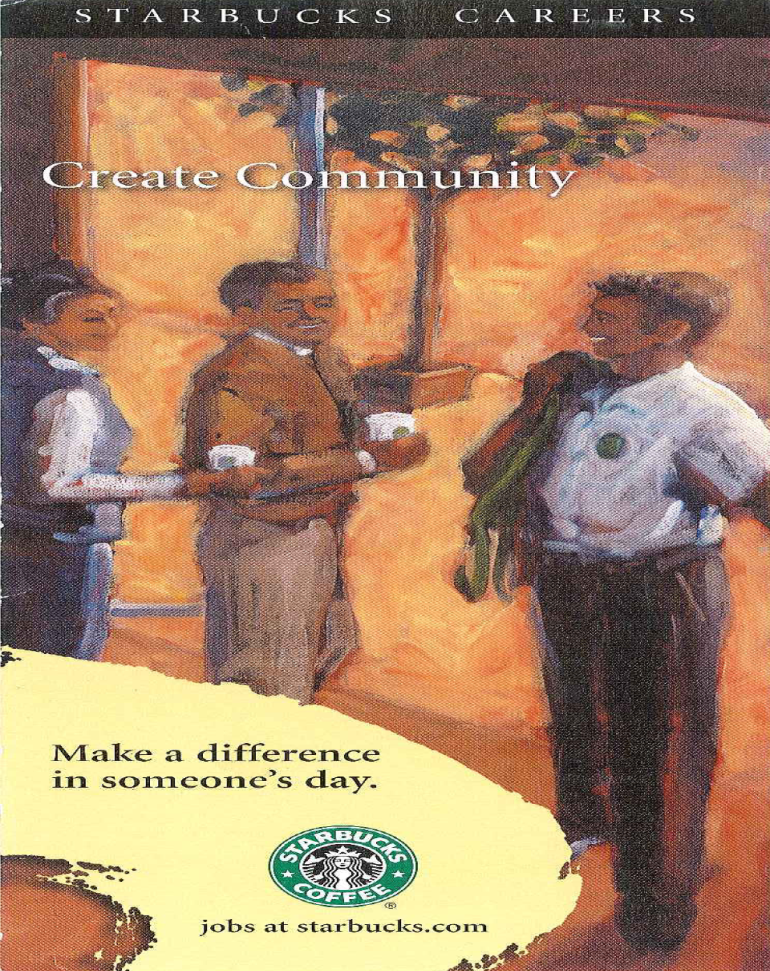 STARBUCKS CAREERS
Create Community
Make a difference
in someone's day.
STARBUCKS
COFFEE
®
jobs at starbucks.com